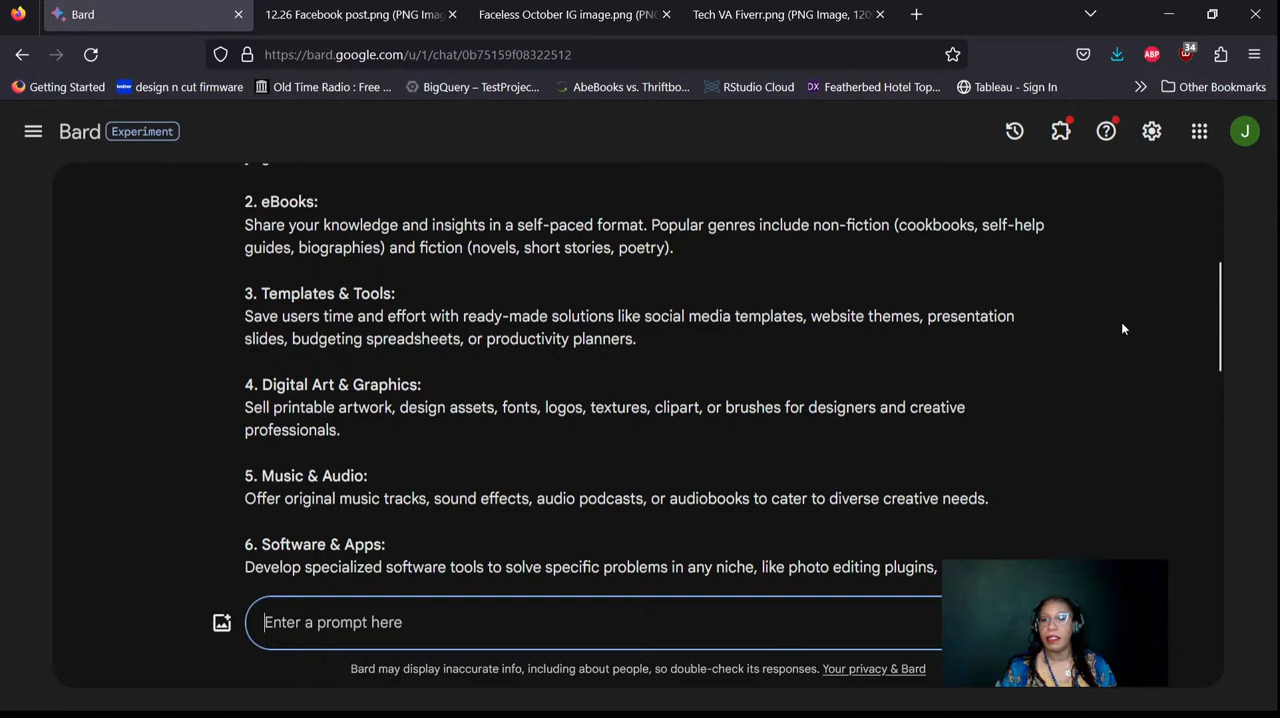 Bard
12.26 Facebook post.png (PNG Imag
Faceless October IG image.png (PNG
Tech VA Fiverr.png (PNG Image, 120
https://bard.google.com/u/1/chat/0b75159f08322512
ABP
34
Getting Started
brother
design n cut firmware
Old Time Radio : Free ...
BigQuery – TestProjec...
AbeBooks vs. Thriftbo...
RStudio Cloud
DX
Featherbed Hotel Top...
Tableau - Sign In
Other Bookmarks
Bard
Experiment
J
2. eBooks:
Share your knowledge and insights in a self-paced format. Popular genres include non-fiction (cookbooks, self-help
guides, biographies) and fiction (novels, short stories, poetry).
3. Templates & Tools:
Save users time and effort with ready-made solutions like social media templates, website themes, presentation
slides, budgeting spreadsheets, or productivity planners.
4. Digital Art & Graphics:
Sell printable artwork, design assets, fonts, logos, textures, clipart, or brushes for designers and creative
professionals.
5. Music & Audio:
Offer original music tracks, sound effects, audio podcasts, or audiobooks to cater to diverse creative needs.
6. Software & Apps:
Develop specialized software tools to solve specific problems in any niche, like photo editing plugins,
Enter a prompt here
Bard may display inaccurate info, including about people, so double-check its responses. Your privacy & Bard